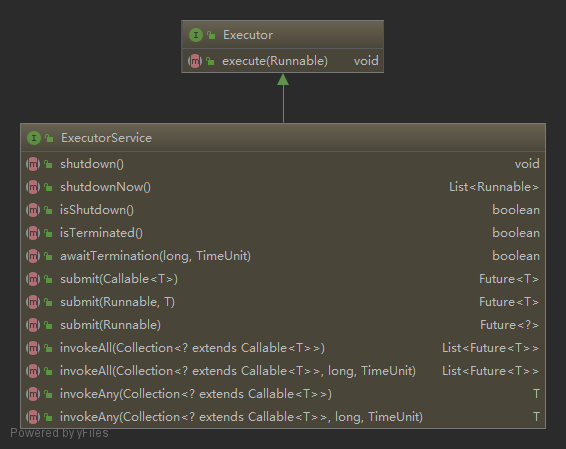 I Executor
m execute(Runnable) void
I ExecutorService
m shutdown() void
m shutdownNow() List<Runnable>
m isShutdown() boolean
m isTerminated() boolean
m awaitTermination(long, TimeUnit) boolean
m submit(Callable<T>) Future<T>
m submit(Runnable, T) Future<T>
m submit(Runnable) Future<?>
m invokeAll(Collection<? extends Callable<T>>) List<Future<T>>
m invokeAll(Collection<? extends Callable<T>>, long, TimeUnit) List<Future<T>>
m invokeAny(Collection<? extends Callable<T>>) T
m invokeAny(Collection<? extends Callable<T>>, long, TimeUnit) T
Powered by yFiles